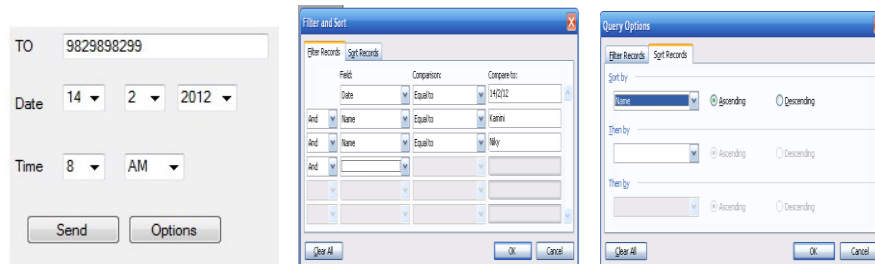 TO 9829898299
Date 14 2 2012
Time 8 AM
Send Options
Filter and Sort
Filter Records Sort Records
Field: Comparison: Compare to:
Date Equal to 14/2/12
And Name Equal to Kamini
And Name Equal to Niky
And
Clear All OK Cancel
Query Options
Filter Records Sort Records
Sort by
Name Ascending Descending
Then by
Ascending Descending
Then by
Ascending Descending
Clear All OK Cancel